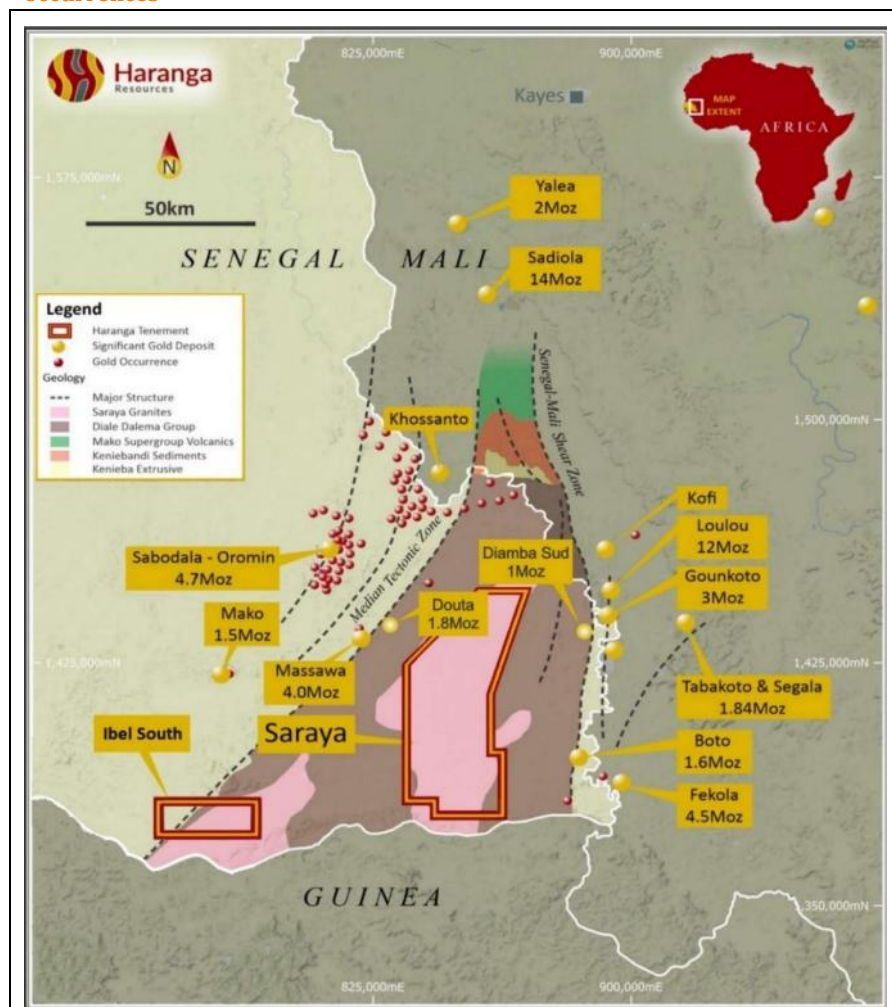 Haranga
Resources
825,000mE
900,000mE
Kayes
MAP
EXTENT
AFRICA
N
1,575,000mN
50km
Yalea
2Moz
SENEGAL
MALI
Sadiola
14Moz
Legend
Haranga Tenement
Significant Gold Deposit
Gold Occurrence
Geology
Major Structure
Saraya Granites
Diale Dalema Group
Mako Supergroup Volcanics
Keniebandi Sediments
Kenieba Extrusive
Senegal-Mali Shear Zone
1,500,000mN
Khossanto
Kofi
Loulou
12Moz
Sabodala - Oromin
4.7Moz
Median Tectonic Zone
Diamba Sud
1Moz
Gounkoto
3Moz
Mako
1.5Moz
Douta
1.8Moz
1,425,000mN
1,425,000mN
Massawa
4.0Moz
Tabakoto & Segala
1.84Moz
Ibel South
Saraya
Boto
1.6Moz
Fekola
4.5Moz
GUINEA
1,350,000mN
825,000mE
900,000mE